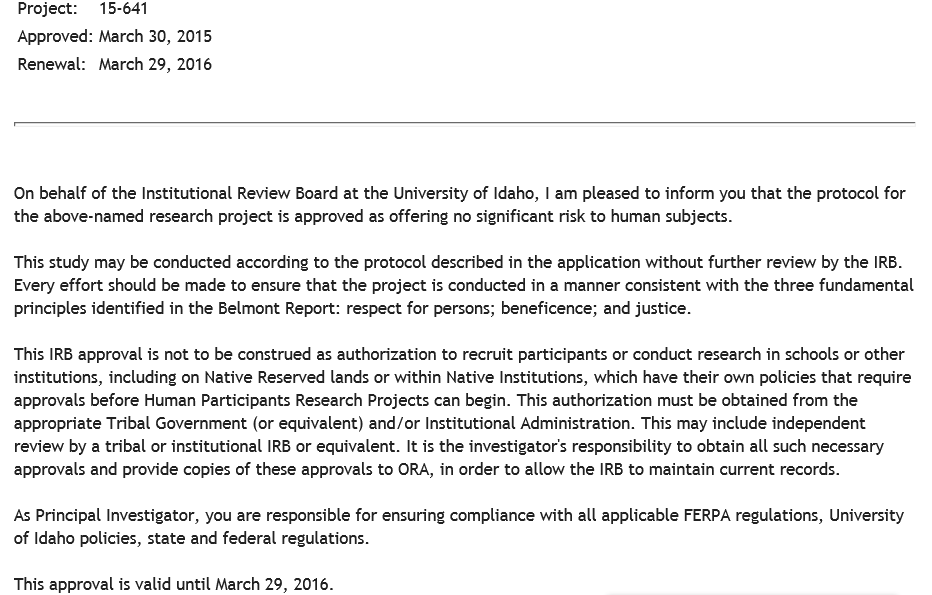 Project: 15-641
Approved: March 30, 2015
Renewal: March 29, 2016
On behalf of the Institutional Review Board at the University of Idaho, I am pleased to inform you that the protocol for
the above-named research project is approved as offering no significant risk to human subjects.
This study may be conducted according to the protocol described in the application without further review by the IRB.
Every effort should be made to ensure that the project is conducted in a manner consistent with the three fundamental
principles identified in the Belmont Report: respect for persons; beneficence; and justice.
This IRB approval is not to be construed as authorization to recruit participants or conduct research in schools or other
institutions, including on Native Reserved lands or within Native Institutions, which have their own policies that require
approvals before Human Participants Research Projects can begin. This authorization must be obtained from the
appropriate Tribal Government (or equivalent) and/or Institutional Administration. This may include independent
review by a tribal or institutional IRB or equivalent. It is the investigator's responsibility to obtain all such necessary
approvals and provide copies of these approvals to ORA, in order to allow the IRB to maintain current records.
As Principal Investigator, you are responsible for ensuring compliance with all applicable FERPA regulations, University
of Idaho policies, state and federal regulations.
This approval is valid until March 29, 2016.